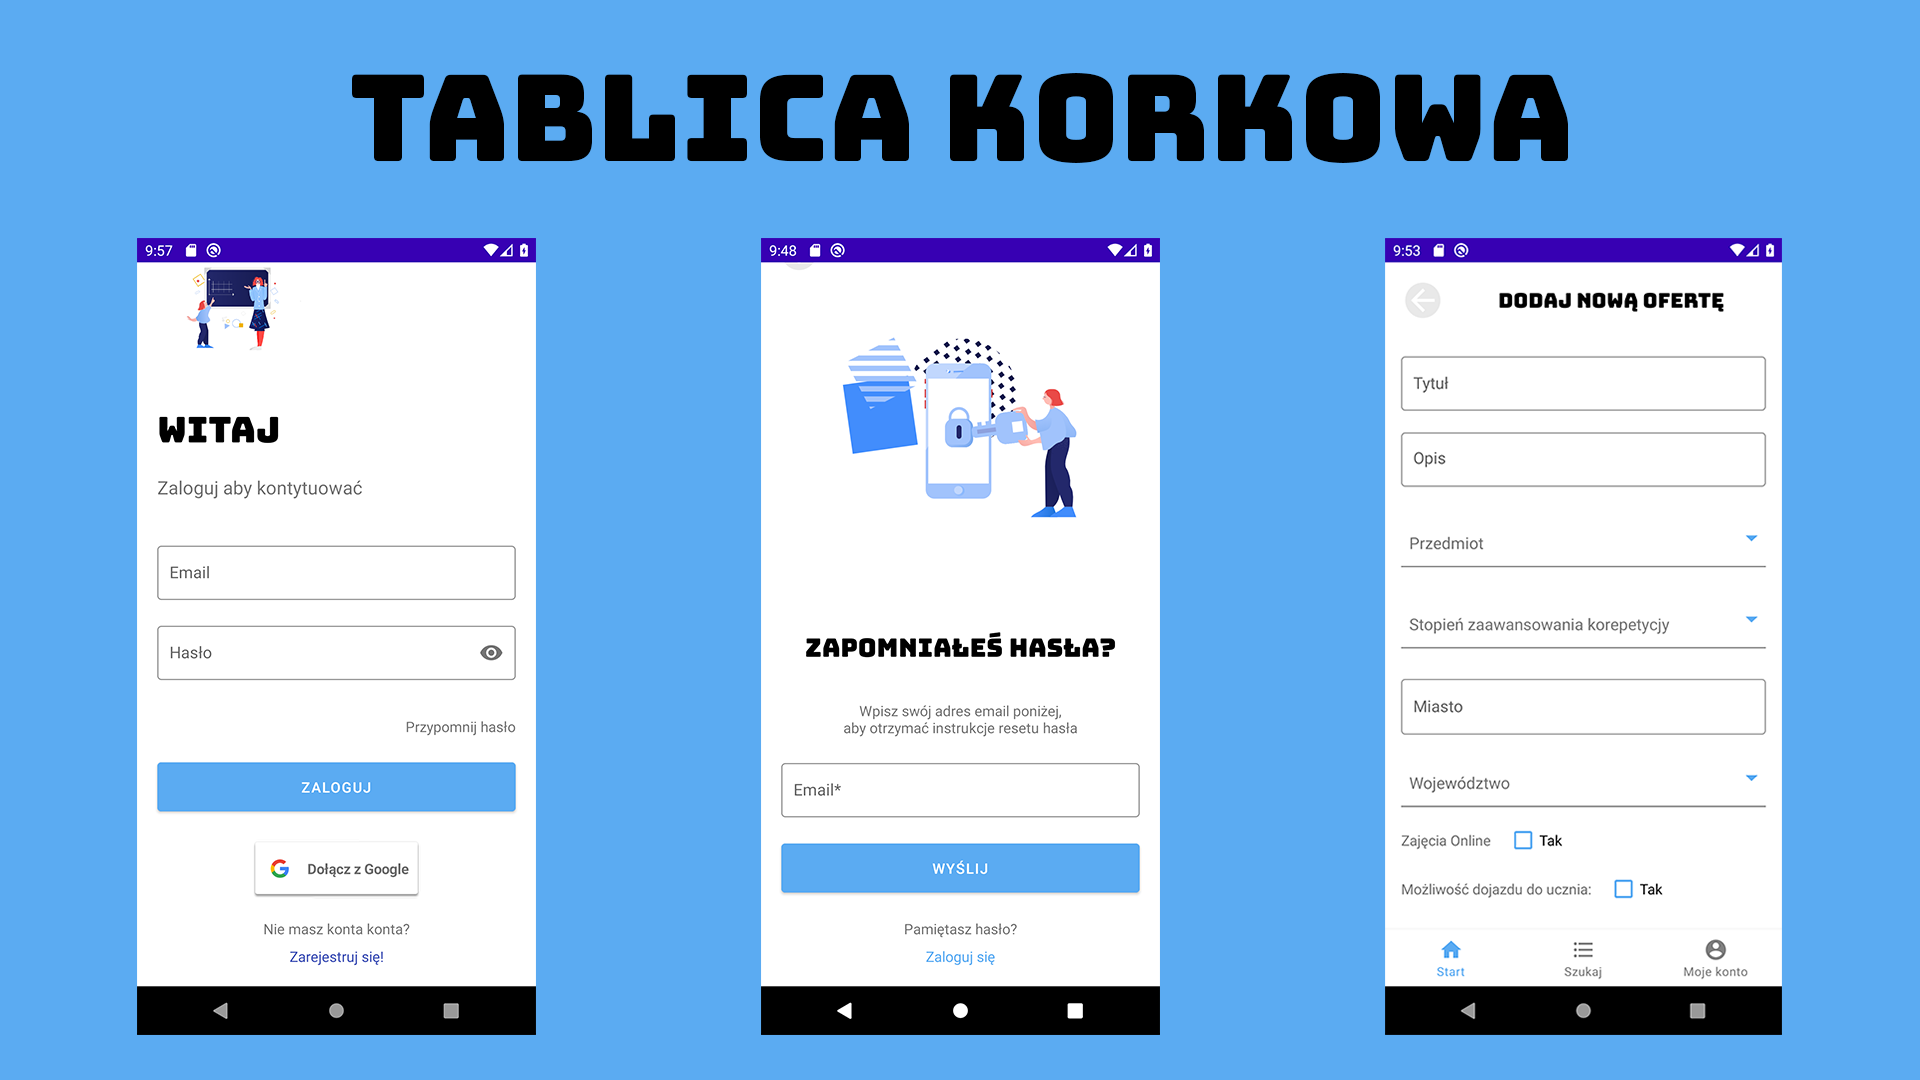 TABLICA KORKOWA
9:57
WITAJ
Zaloguj aby kontytuować
Email
Hasło
Przypomnij hasło
ZALOGUJ
Dołącz z Google
Nie masz konta konta?
Zarejestruj się!
9:48
ZAPOMNIAŁEŚ HASŁA?
Wpisz swój adres email poniżej,
aby otrzymać instrukcje resetu hasła
Email*
WYŚLIJ
Pamiętasz hasło?
Zaloguj się
9:53
DODAJ NOWĄ OFERTĘ
Tytuł
Opis
Przedmiot
Stopień zaawansowania korepetycjy
Miasto
Województwo
Zajęcia Online Tak
Możliwość dojazdu do ucznia: Tak
Start Szukaj Moje konto